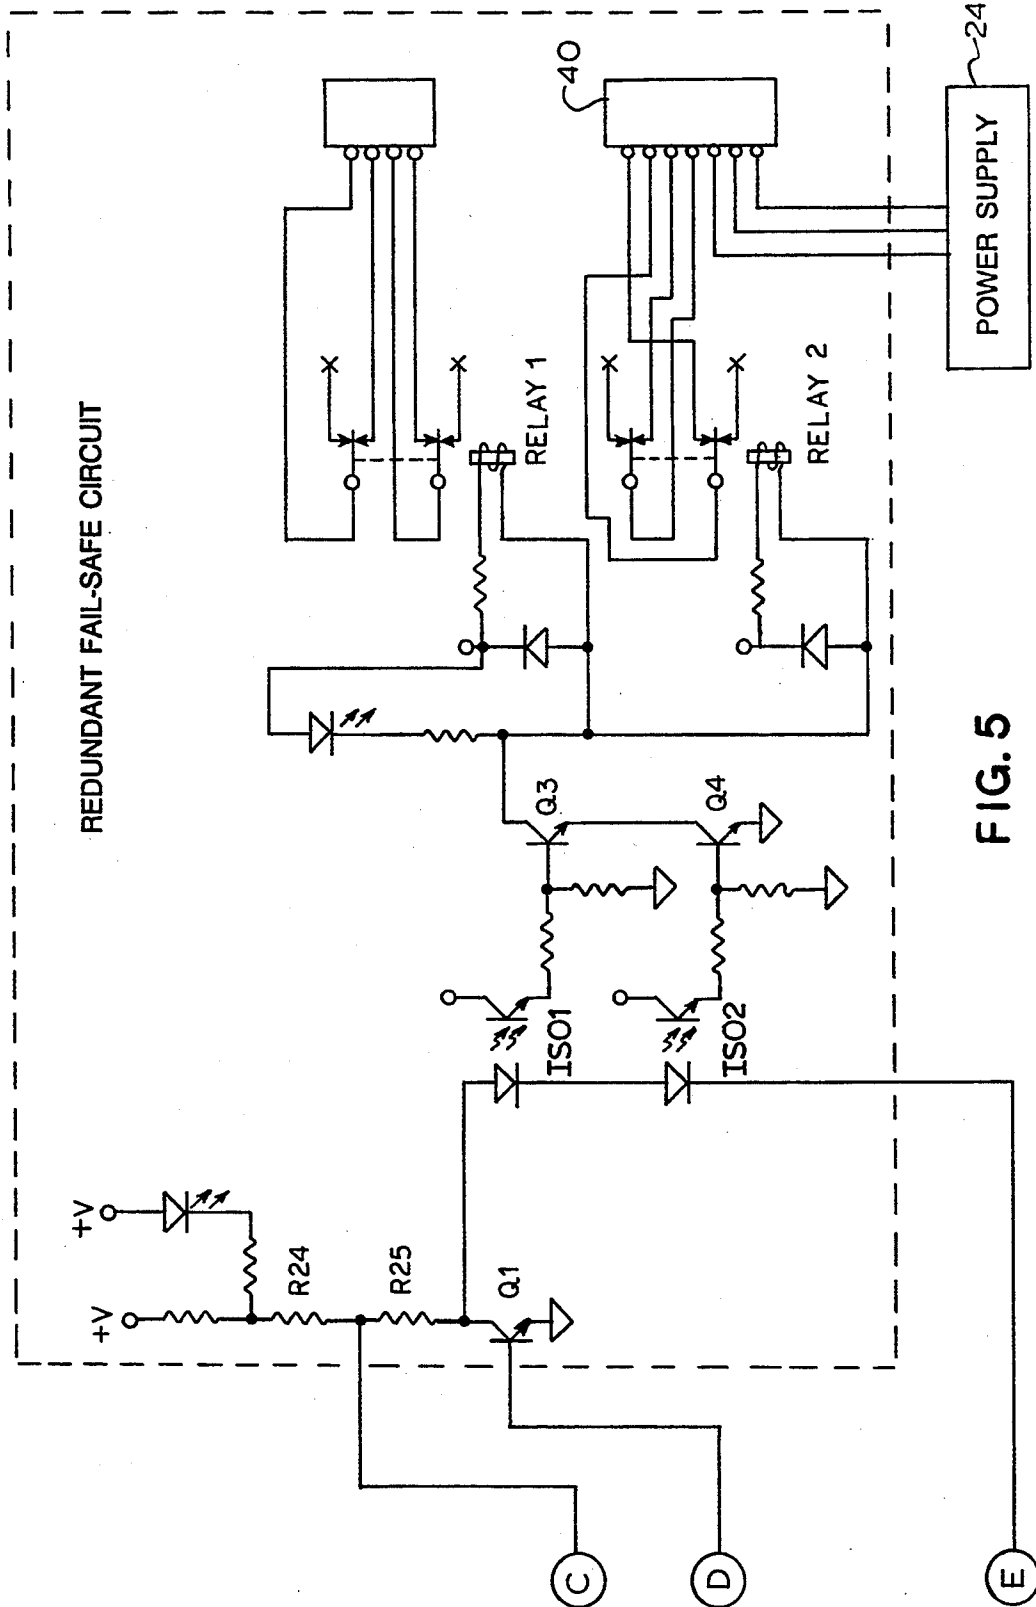 REDUNDANT FAIL-SAFE CIRCUIT
+V
+V
R24
R25
Q1
ISO1
ISO2
Q3
Q4
RELAY 1
RELAY 2
40
POWER SUPPLY
24
C
D
E
FIG. 5